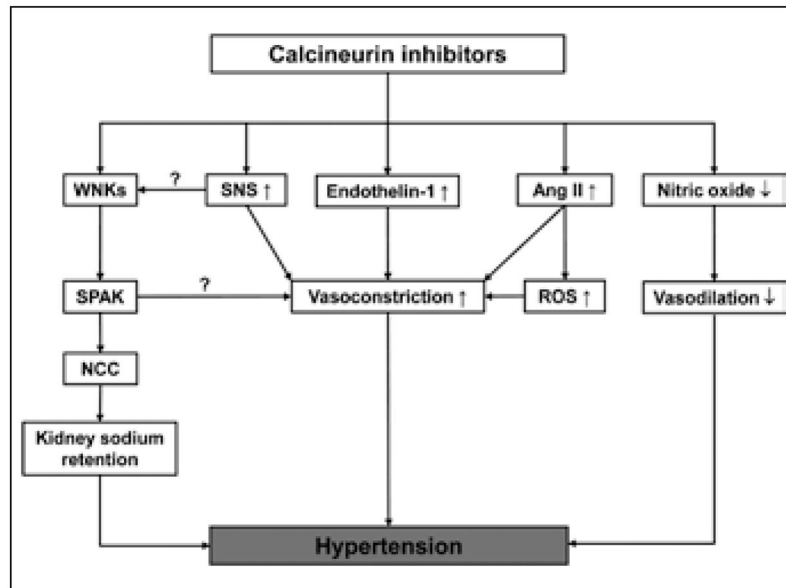 Calcineurin inhibitors
WNKs
?
SNS ↑
Endothelin-1 ↑
Ang II ↑
Nitric oxide ↓
SPAK
?
Vasoconstriction ↑
ROS ↑
Vasodilation ↓
NCC
Kidney sodium
retention
Hypertension